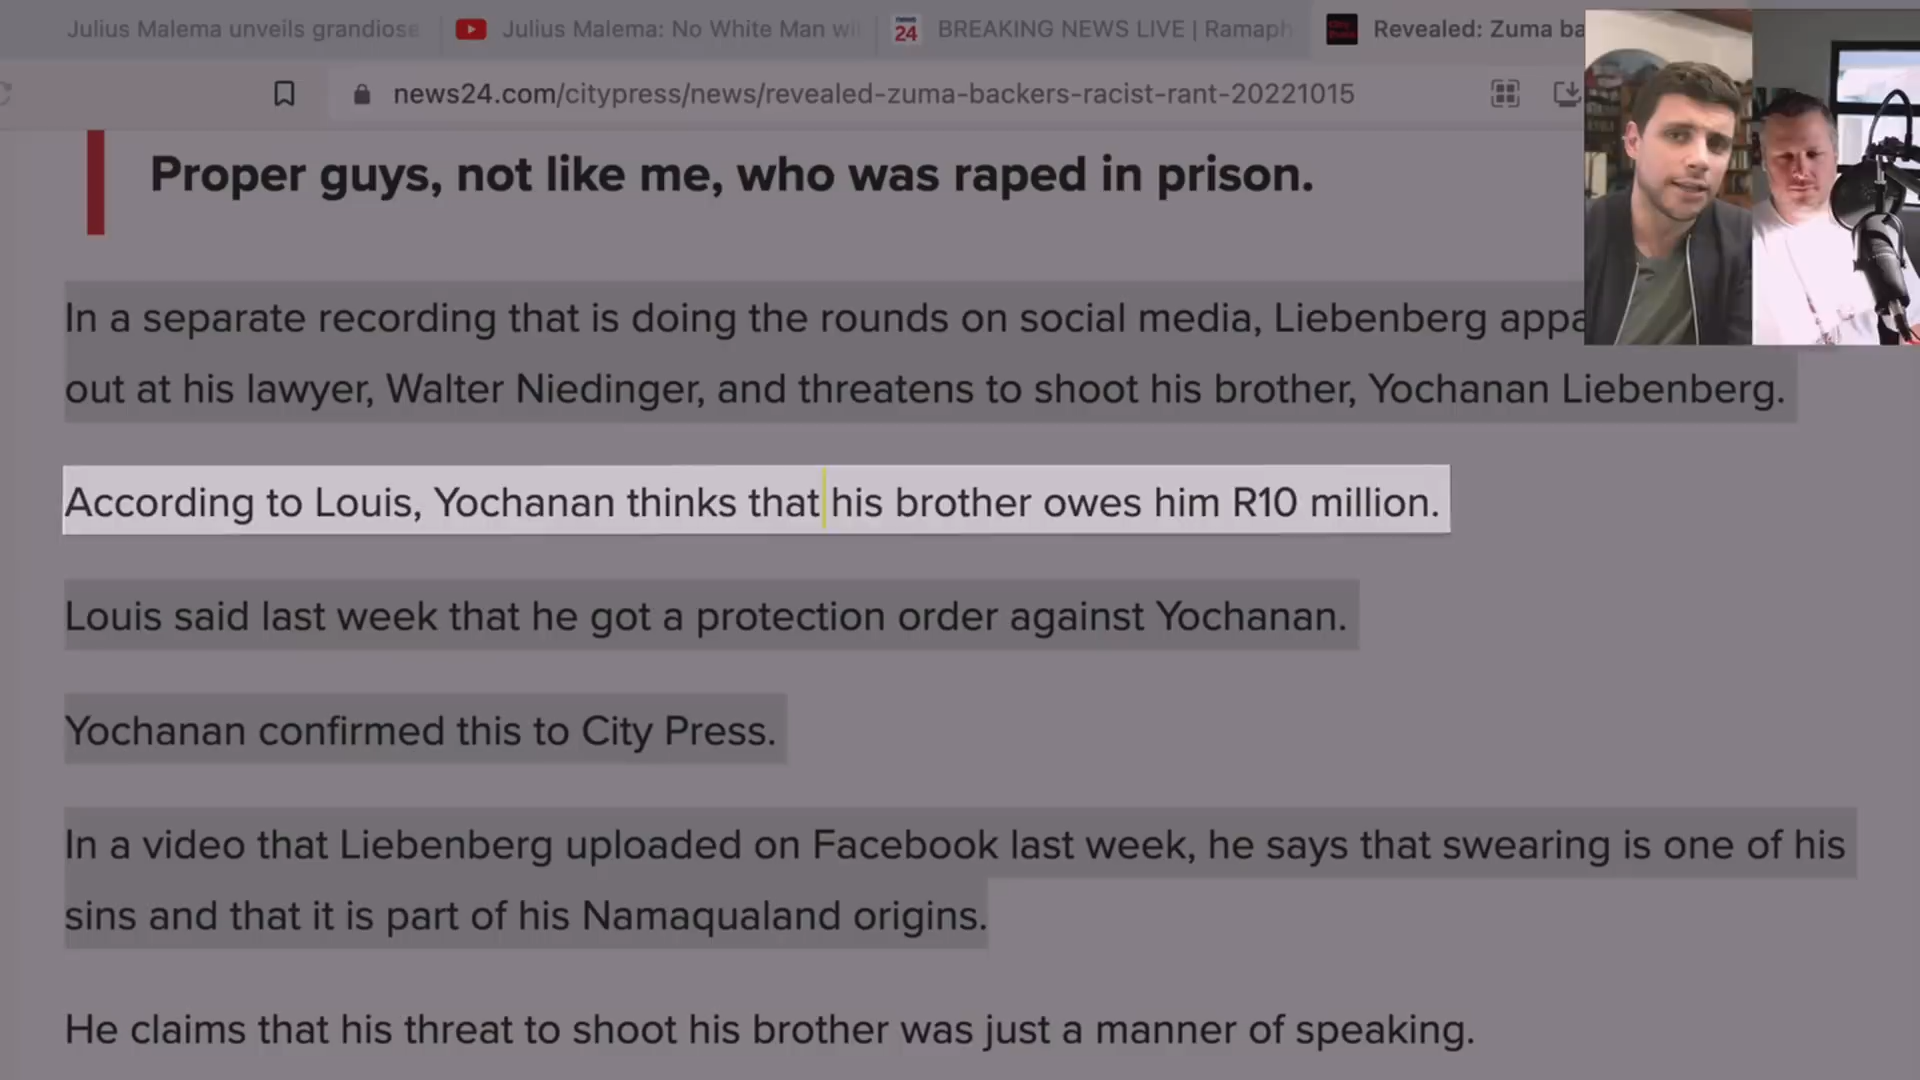 Julius Malema unveils grandiose
Julius Malema: No White Man wi
news 24
BREAKING NEWS LIVE | Ramaph
Revealed: Zuma ba
news24.com/citypress/news/revealed-zuma-backers-racist-rant-20221015
Proper guys, not like me, who was raped in prison.
In a separate recording that is doing the rounds on social media, Liebenberg appa
out at his lawyer, Walter Niedinger, and threatens to shoot his brother, Yochanan Liebenberg.
According to Louis, Yochanan thinks that his brother owes him R10 million.
Louis said last week that he got a protection order against Yochanan.
Yochanan confirmed this to City Press.
In a video that Liebenberg uploaded on Facebook last week, he says that swearing is one of his
sins and that it is part of his Namaqualand origins.
He claims that his threat to shoot his brother was just a manner of speaking.